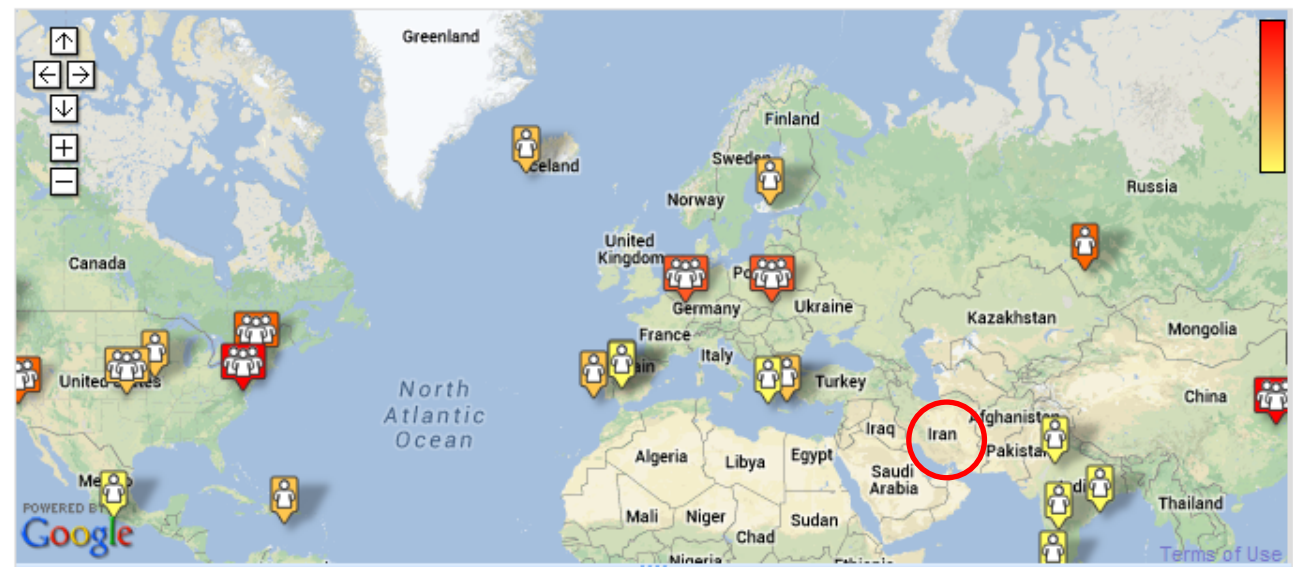 Greenland
Finland
Iceland
Sweden
Russia
Norway
United
Kingdom
Canada
Germany
Ukraine
Kazakhstan
Mongolia
France
Italy
United States
Turkey
North
Atlantic
Ocean
China
Afghanistan
Iraq
Iran
Pakistan
Algeria
Libya
Egypt
Saudi
Arabia
POWERED BY
Google
Mali
Niger
Sudan
Thailand
Chad
Nigeria
Terms of Use